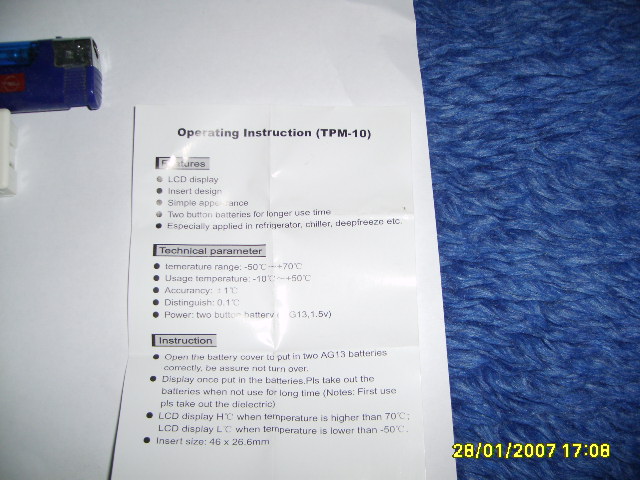 Operating Instruction (TPM-10)
Features
LCD display
Insert design
Simple appearance
Two button batteries for longer use time
Especially applied in refrigerator, chiller, deepfreeze etc.
Technical parameter
temerature range: -50℃~+70℃
Usage temperature: -10℃~+50℃
Accurancy: ±1℃
Distinguish: 0.1℃
Power: two button battery (AG13,1.5v)
Instruction
Open the battery cover to put in two AG13 batteries
correctly, be assure not turn over.
Display once put in the batteries.Pls take out the
batteries when not use for long time (Notes: First use
pls take out the dielectric)
LCD display H℃ when temperature is higher than 70℃;
LCD display L℃ when temperature is lower than -50℃.
Insert size: 46 x 26.6mm
28/01/2007 17:08